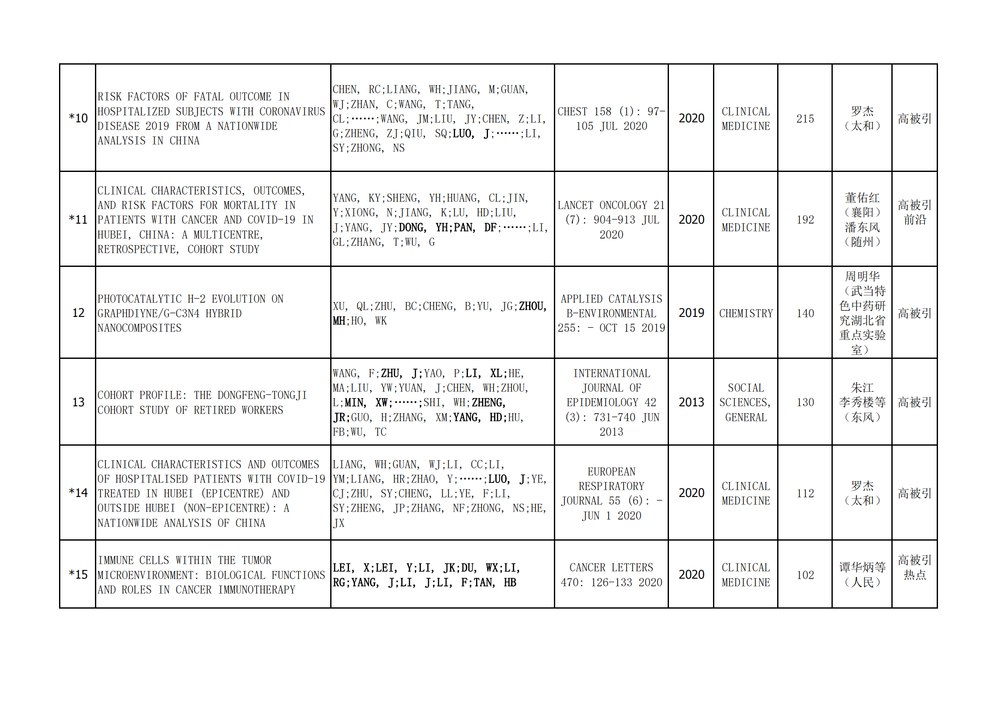 *10
RISK FACTORS OF FATAL OUTCOME IN
HOSPITALIZED SUBJECTS WITH CORONAVIRUS
DISEASE 2019 FROM A NATIONWIDE
ANALYSIS IN CHINA
CHEN, RC;LIANG, WH;JIANG, M;GUAN,
WJ;ZHAN, C;WANG, T;TANG,
CL;……;WANG, JM;LIU, JY;CHEN, Z;LI,
G;ZHENG, ZJ;QIU, SQ;LUO, J;……;LI,
SY;ZHONG, NS
CHEST 158 (1): 97-
105 JUL 2020
2020
CLINICAL
MEDICINE
215
罗杰
（太和）
高被引
*11
CLINICAL CHARACTERISTICS, OUTCOMES,
AND RISK FACTORS FOR MORTALITY IN
PATIENTS WITH CANCER AND COVID-19 IN
HUBEI, CHINA: A MULTICENTRE,
RETROSPECTIVE, COHORT STUDY
YANG, KY;SHENG, YH;HUANG, CL;JIN,
Y;XIONG, N;JIANG, K;LU, HD;LIU,
J;YANG, JY;DONG, YH;PAN, DF;……;LI,
GL;ZHANG, T;WU, G
LANCET ONCOLOGY 21
(7): 904-913 JUL
2020
2020
CLINICAL
MEDICINE
192
董佑红
（襄阳）
潘东风
（随州）
高被引
前沿
12
PHOTOCATALYTIC H-2 EVOLUTION ON
GRAPHDIYNE/G-C3N4 HYBRID
NANOCOMPOSITES
XU, QL;ZHU, BC;CHENG, B;YU, JG;ZHOU,
MH;HO, WK
APPLIED CATALYSIS
B-ENVIRONMENTAL
255: - OCT 15 2019
2019
CHEMISTRY
140
周明华
（武当特
色中药研
究湖北省
重点实验
室）
高被引
13
COHORT PROFILE: THE DONGFENG-TONGJI
COHORT STUDY OF RETIRED WORKERS
WANG, F;ZHU, J;YAO, P;LI, XL;HE,
MA;LIU, YW;YUAN, J;CHEN, WH;ZHOU,
L;MIN, XW;……;SHI, WH;ZHENG,
JR;GUO, H;ZHANG, XM;YANG, HD;HU,
FB;WU, TC
INTERNATIONAL
JOURNAL OF
EPIDEMIOLOGY 42
(3): 731-740 JUN
2013
2013
SOCIAL
SCIENCES,
GENERAL
130
朱江
李秀楼等
（东风）
高被引
*14
CLINICAL CHARACTERISTICS AND OUTCOMES
OF HOSPITALISED PATIENTS WITH COVID-19
TREATED IN HUBEI (EPICENTRE) AND
OUTSIDE HUBEI (NON-EPICENTRE): A
NATIONWIDE ANALYSIS OF CHINA
LIANG, WH;GUAN, WJ;LI, CC;LI,
YM;LIANG, HR;ZHAO, Y;……;LUO, J;YE,
CJ;ZHU, SY;CHENG, LL;YE, F;LI,
SY;ZHENG, JP;ZHANG, NF;ZHONG, NS;HE,
JX
EUROPEAN
RESPIRATORY
JOURNAL 55 (6): -
JUN 1 2020
2020
CLINICAL
MEDICINE
112
罗杰
（太和）
高被引
*15
IMMUNE CELLS WITHIN THE TUMOR
MICROENVIRONMENT: BIOLOGICAL FUNCTIONS
AND ROLES IN CANCER IMMUNOTHERAPY
LEI, X;LEI, Y;LI, JK;DU, WX;LI,
RG;YANG, J;LI, J;LI, F;TAN, HB
CANCER LETTERS
470: 126-133 2020
2020
CLINICAL
MEDICINE
102
谭华炳等
（人民）
高被引
热点